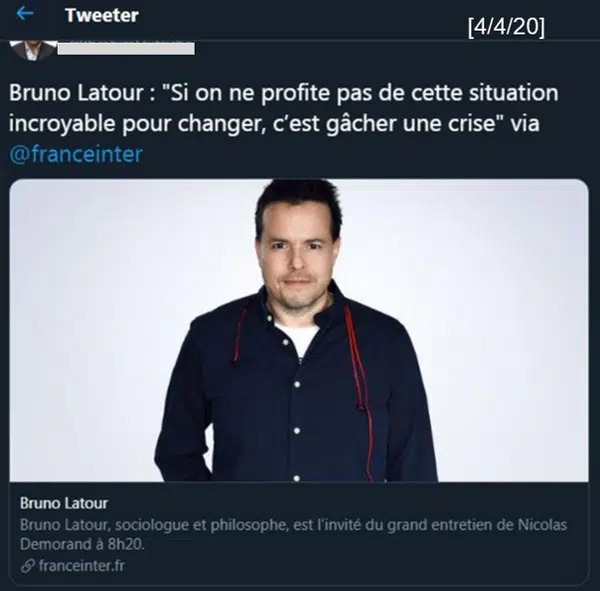 Tweeter
[4/4/20]
Bruno Latour : "Si on ne profite pas de cette situation
incroyable pour changer, c'est gâcher une crise" via
@franceinter
Bruno Latour
Bruno Latour, sociologue et philosophe, est l'invité du grand entretien de Nicolas
Demorand à 8h20.
franceinter.fr